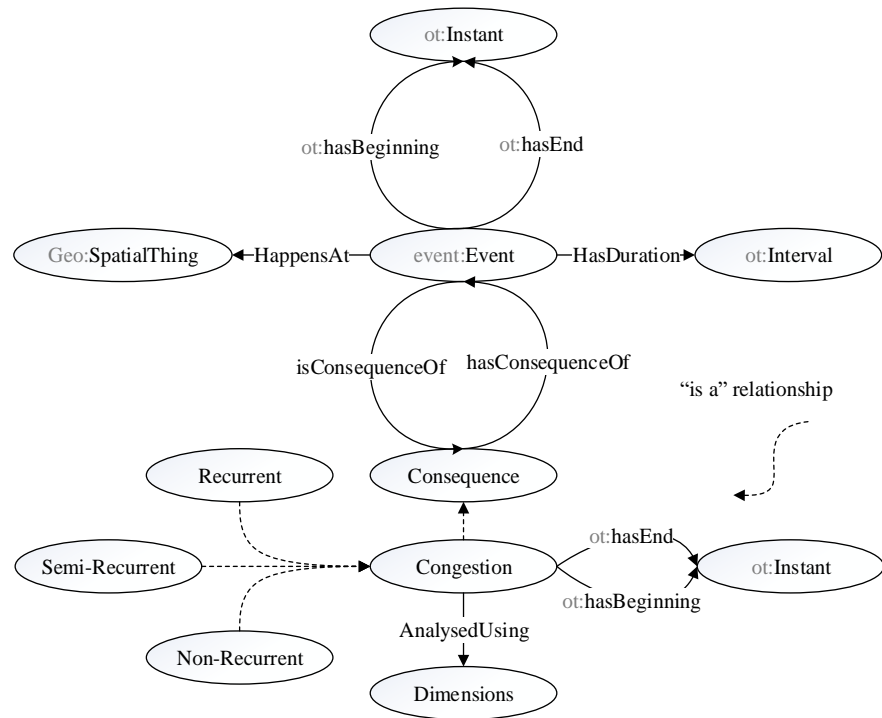 ot:Instant
ot:hasBeginning
ot:hasEnd
Geo:SpatialThing
HappensAt
event:Event
HasDuration
ot:Interval
isConsequenceOf
hasConsequenceOf
“is a” relationship
Recurrent
Consequence
Semi-Recurrent
Congestion
ot:hasEnd
ot:hasBeginning
ot:Instant
Non-Recurrent
AnalysedUsing
Dimensions